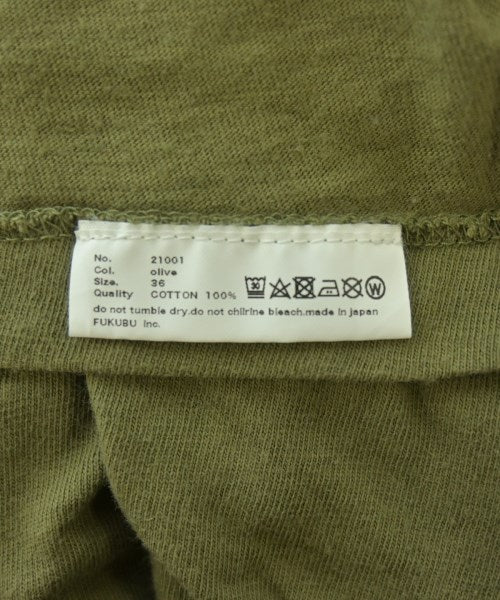 No. 21001
Col. olive
Size. 36
Quality COTTON 100%
do not tumble dry.do not chlirine bleach.made in japan
FUKUBU Inc.